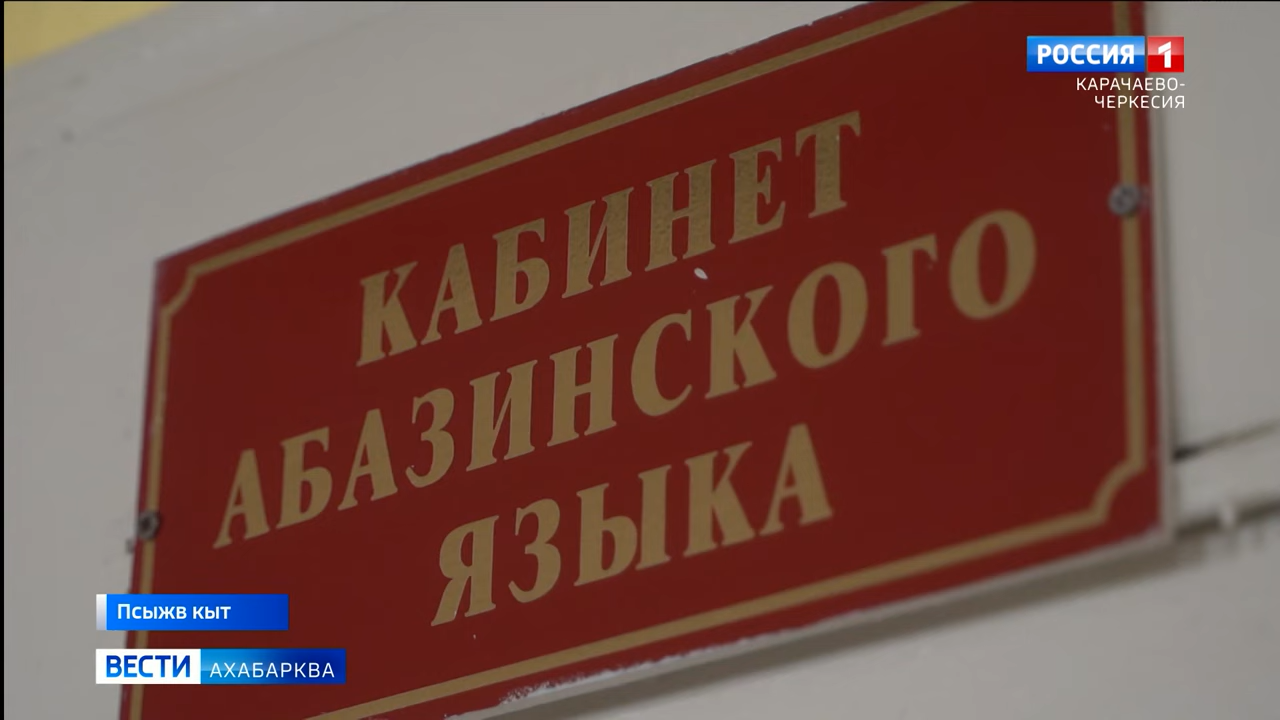 РОССИЯ 1
КАРАЧАЕВО-
ЧЕРКЕСИЯ
КАБИНЕТ
АБАЗИНСКОГО
ЯЗЫКА
Псыжв кыт
ВЕСТИ АХАБАРКВА